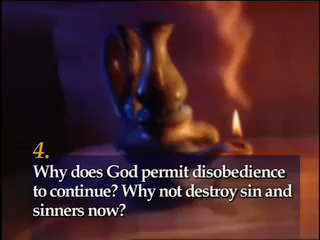 4.
Why does God permit disobedience
to continue? Why not destroy sin and
sinners now?